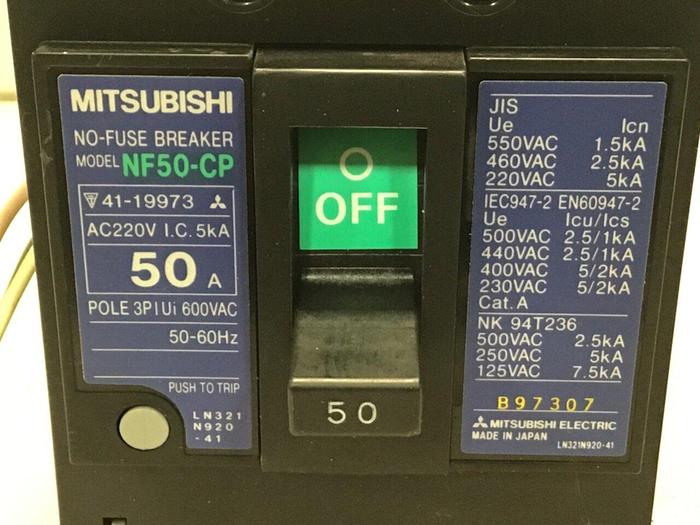 MITSUBISHI
NO-FUSE BREAKER
MODEL NF50-CP
41-19973
AC220V I.C. 5kA
50 A
POLE 3P Ui 600VAC
50-60Hz
PUSH TO TRIP
LN321
N920
-41
OFF
50
JIS
Ue Icn
550VAC 1.5kA
460VAC 2.5kA
220VAC 5kA
IEC947-2 EN60947-2
Ue Icu/Ics
500VAC 2.5/1kA
440VAC 2.5/1kA
400VAC 5/2kA
230VAC 5/2kA
Cat. A
NK 94T236
500VAC 2.5kA
250VAC 5kA
125VAC 7.5kA
B97307
MITSUBISHI ELECTRIC
MADE IN JAPAN LN321N920-41